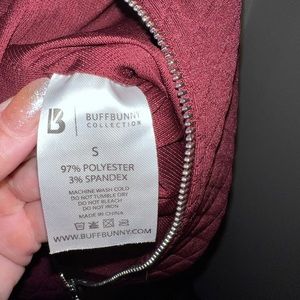 B
BUFFBUNNY
COLLECTION
S
97% POLYESTER
3% SPANDEX
MACHINE WASH COLD
DO NOT TUMBLE DRY
DO NOT BLEACH
DO NOT IRON
MADE IN CHINA
WWW.BUFFBUNNY.COM